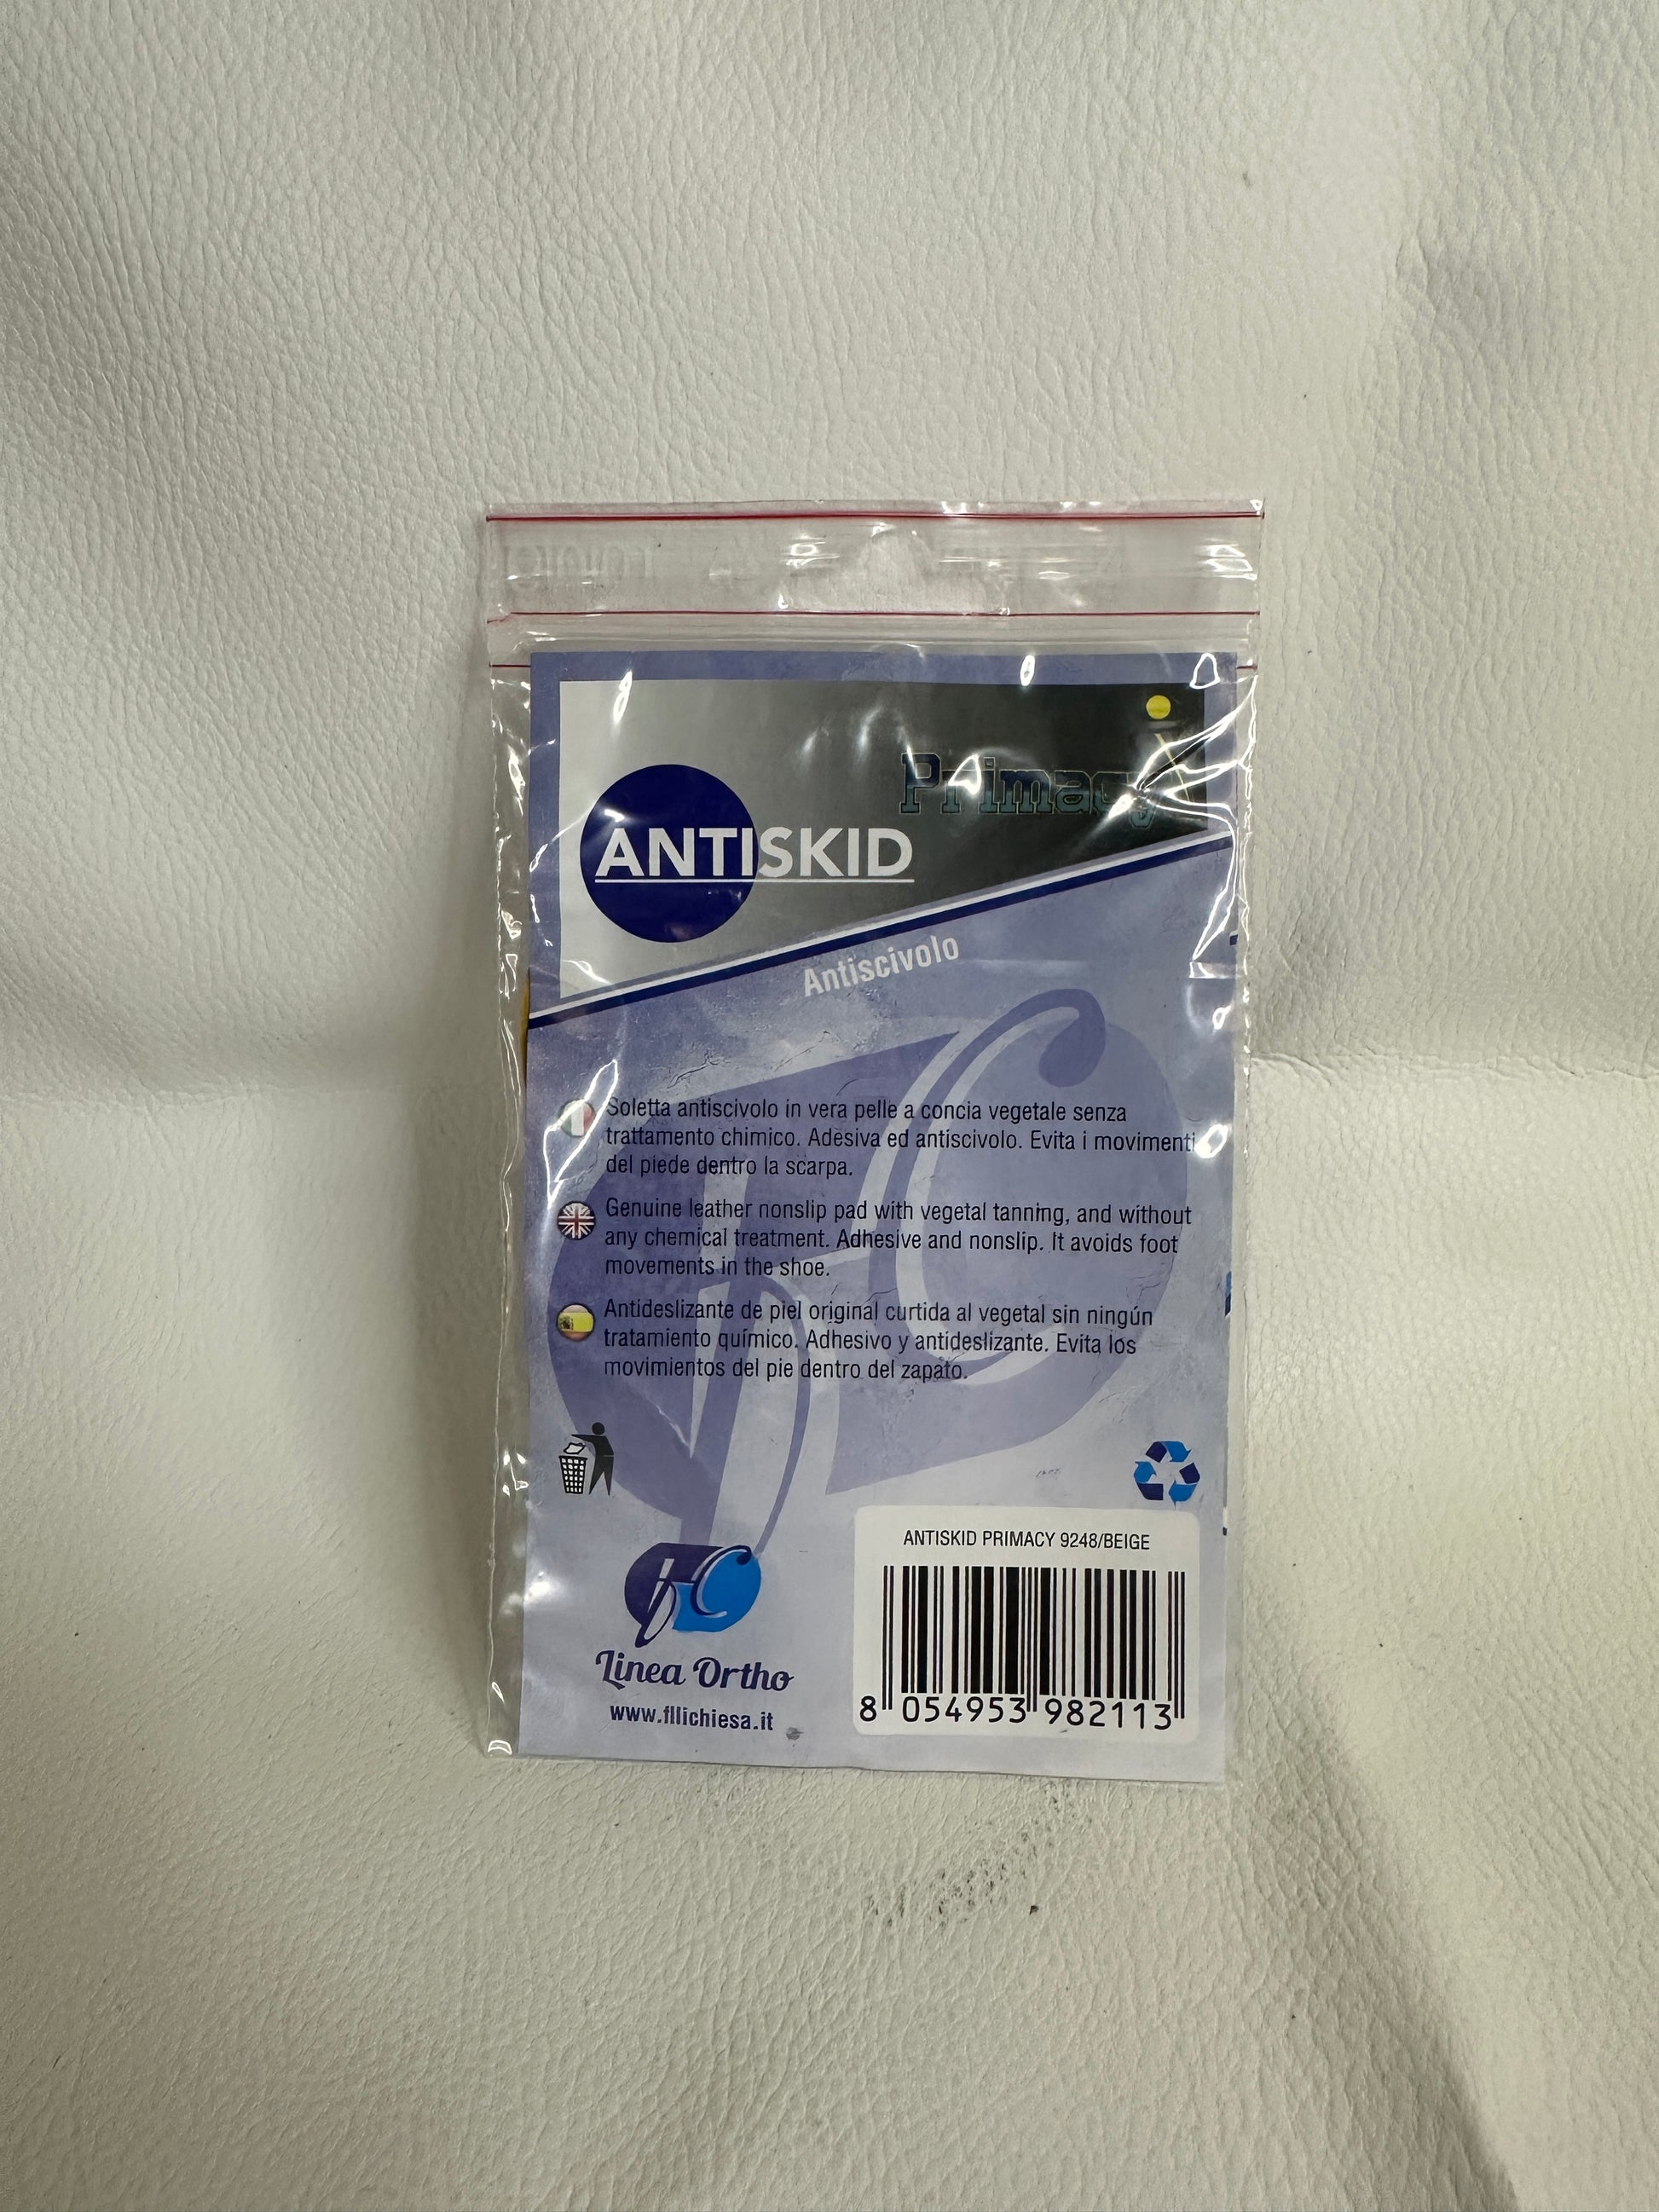 Primacy
ANTISKID
Antiscivolo
Soletta antiscivolo in vera pelle a concia vegetale senza
trattamento chimico. Adesiva ed antiscivolo. Evita i movimenti
del piede dentro la scarpa.
Genuine leather nonslip pad with vegetal tanning, and without
any chemical treatment. Adhesive and nonslip. It avoids foot
movements in the shoe.
Antideslizante de piel original curtida al vegetal sin ningún
tratamiento químico. Adhesivo y antideslizante. Evita los
movimientos del pie dentro del zapato.
Linea Ortho
www.fllichiesa.it
ANTISKID PRIMACY 9248/BEIGE
8 054953 982113